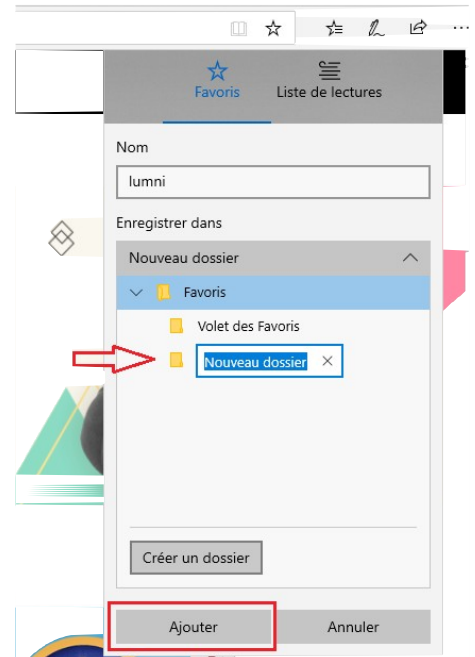 Favoris
Liste de lectures
Nom
lumni
Enregistrer dans
Nouveau dossier
Favoris
Volet des Favoris
Nouveau dossier
Créer un dossier
Ajouter
Annuler